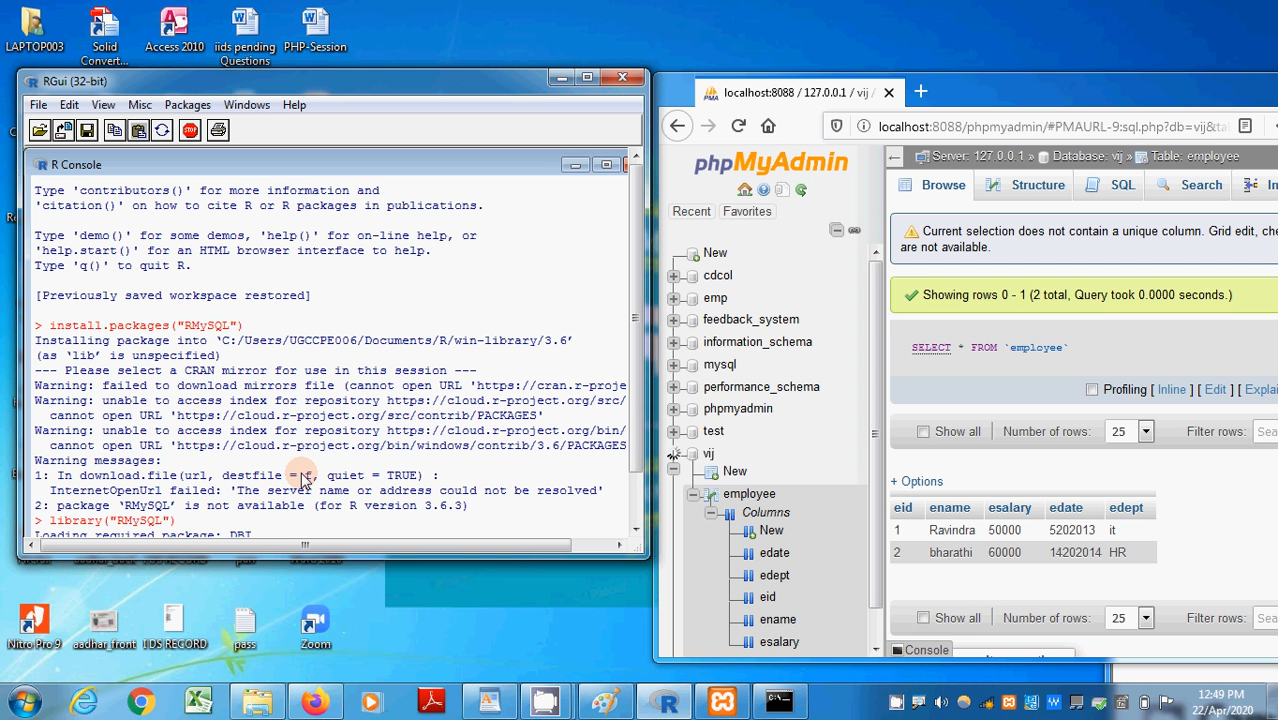 LAPTOP003
Solid Convert...
Access 2010
iids pending Questions
PHP-Session
RGui (32-bit)
File Edit View Misc Packages Windows Help
STOP
R Console
Type 'contributors()' for more information and
'citation()' on how to cite R or R packages in publications.
Type 'demo()' for some demos, 'help()' for on-line help, or
'help.start()' for an HTML browser interface to help.
Type 'q()' to quit R.
[Previously saved workspace restored]
> install.packages("RMySQL")
Installing package into ‘C:/Users/UGCCPE006/Documents/R/win-library/3.6’
(as ‘lib’ is unspecified)
--- Please select a CRAN mirror for use in this session ---
Warning: failed to download mirrors file (cannot open URL 'https://cran.r-proje
Warning: unable to access index for repository https://cloud.r-project.org/src/
cannot open URL 'https://cloud.r-project.org/src/contrib/PACKAGES'
Warning: unable to access index for repository https://cloud.r-project.org/bin/
cannot open URL 'https://cloud.r-project.org/bin/windows/contrib/3.6/PACKAGES
Warning messages:
1: In download.file(url, destfile = f, quiet = TRUE) :
InternetOpenUrl failed: 'The server name or address could not be resolved'
2: package ‘RMySQL’ is not available (for R version 3.6.3)
> library("RMySQL")
Loading required package: DBI
Nitro Pro 9
aadhar_front
IDS RECORD
pass
Zoom
PMA
localhost:8088 / 127.0.0.1 / vij /
localhost:8088/phpmyadmin/#PMAURL-9:sql.php?db=vij&ta
phpMyAdmin
Recent Favorites
New
cdcol
emp
feedback_system
information_schema
mysql
performance_schema
phpmyadmin
test
vij
New
employee
Columns
New
edate
edept
eid
ename
esalary
Server: 127.0.0.1 » Database: vij » Table: employee
Browse Structure SQL Search In
Current selection does not contain a unique column. Grid edit, che
are not available.
Showing rows 0 - 1 (2 total, Query took 0.0000 seconds.)
SELECT * FROM `employee`
Profiling [ Inline ] [ Edit ] [ Explai
Show all Number of rows: 25 Filter rows: Sea
+ Options
eid ename esalary edate edept
1 Ravindra 50000 5202013 it
2 bharathi 60000 14202014 HR
Show all Number of rows: 25 Filter rows: Sea
Console
12:49 PM
22/Apr/2020